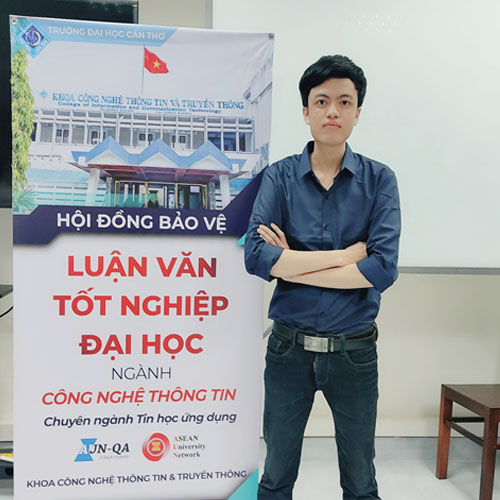 TRƯỜNG ĐẠI HỌC CẦN THƠ
KHOA CÔNG NGHỆ THÔNG TIN VÀ TRUYỀN THÔNG
College of Information and Communication Technology
HỘI ĐỒNG BẢO VỆ
LUẬN VĂN
TỐT NGHIỆP
ĐẠI HỌC
NGÀNH
CÔNG NGHỆ THÔNG TIN
Chuyên ngành Tin học ứng dụng
AUN-QA
ASEAN
University
Network
KHOA CÔNG NGHỆ THÔNG TIN & TRUYỀN THÔNG